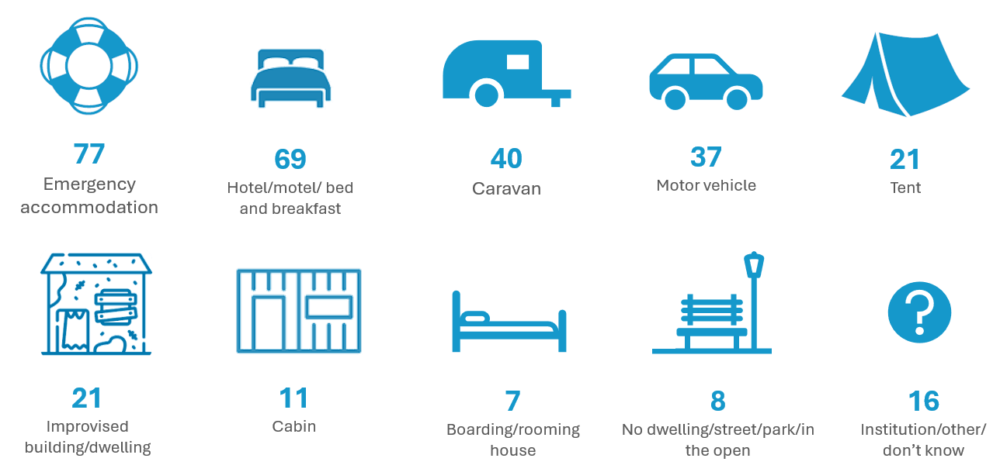 77
Emergency
accommodation
69
Hotel/motel/ bed
and breakfast
40
Caravan
37
Motor vehicle
21
Tent
21
Improvised
building/dwelling
11
Cabin
7
Boarding/rooming
house
8
No dwelling/street/park/in
the open
?
16
Institution/other/
don’t know